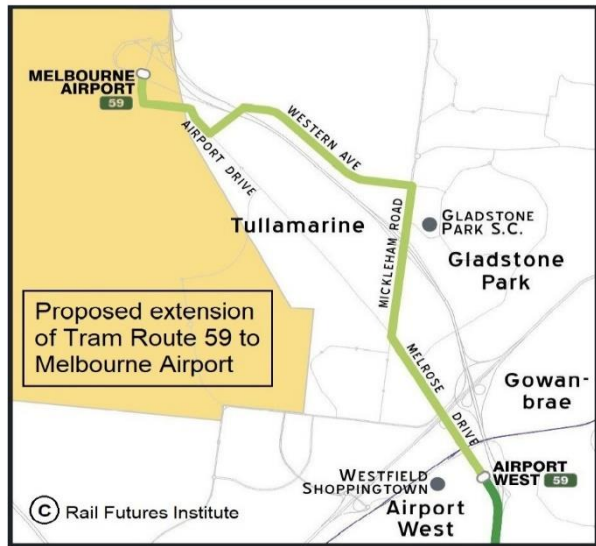 MELBOURNE
AIRPORT
59
AIRPORT DRIVE
WESTERN AVE
Tullamarine
MICKLEHAM ROAD
GLADSTONE
PARK S.C.
Gladstone
Park
Proposed extension
of Tram Route 59 to
Melbourne Airport
MELROSE DRIVE
Gowan-
brae
WESTFIELD
SHOPPINGTOWN
AIRPORT
WEST 59
Airport
West
© Rail Futures Institute